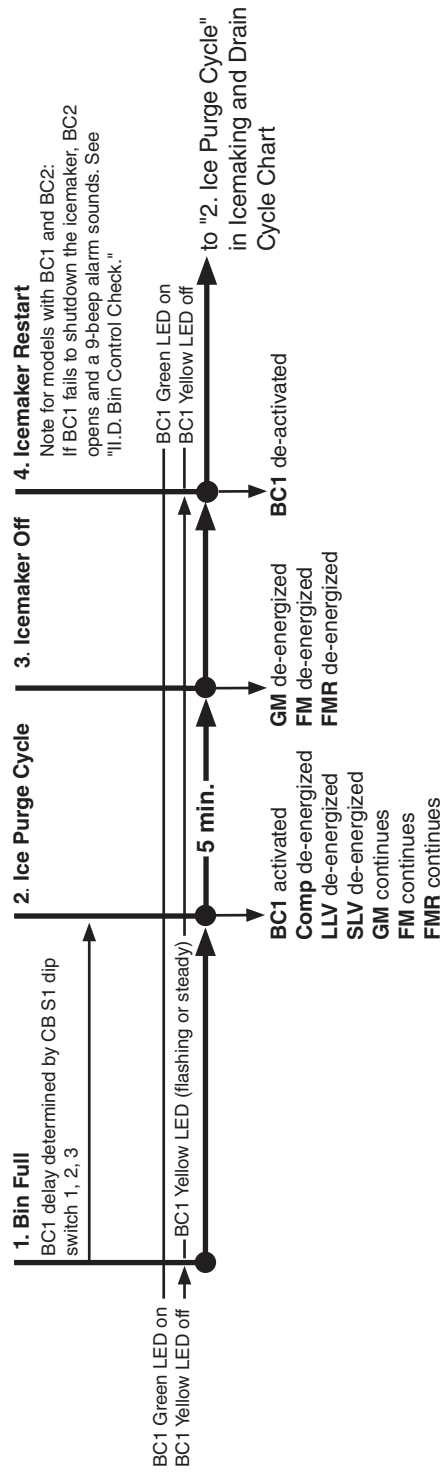 1. Bin Full
BC1 delay determined by CB S1 dip
switch 1, 2, 3
2. Ice Purge Cycle
3. Icemaker Off
4. Icemaker Restart
Note for models with BC1 and BC2:
If BC1 fails to shutdown the icemaker, BC2
opens and a 9-beep alarm sounds. See
"II.D. Bin Control Check."
BC1 Green LED on
BC1 Yellow LED off
BC1 Yellow LED (flashing or steady)
BC1 Green LED on
BC1 Yellow LED off
5 min.
to "2. Ice Purge Cycle"
in Icemaking and Drain
Cycle Chart
BC1 activated
Comp de-energized
LLV de-energized
SLV de-energized
GM continues
FM continues
FMR continues
GM de-energized
FM de-energized
FMR de-energized
BC1 de-activated